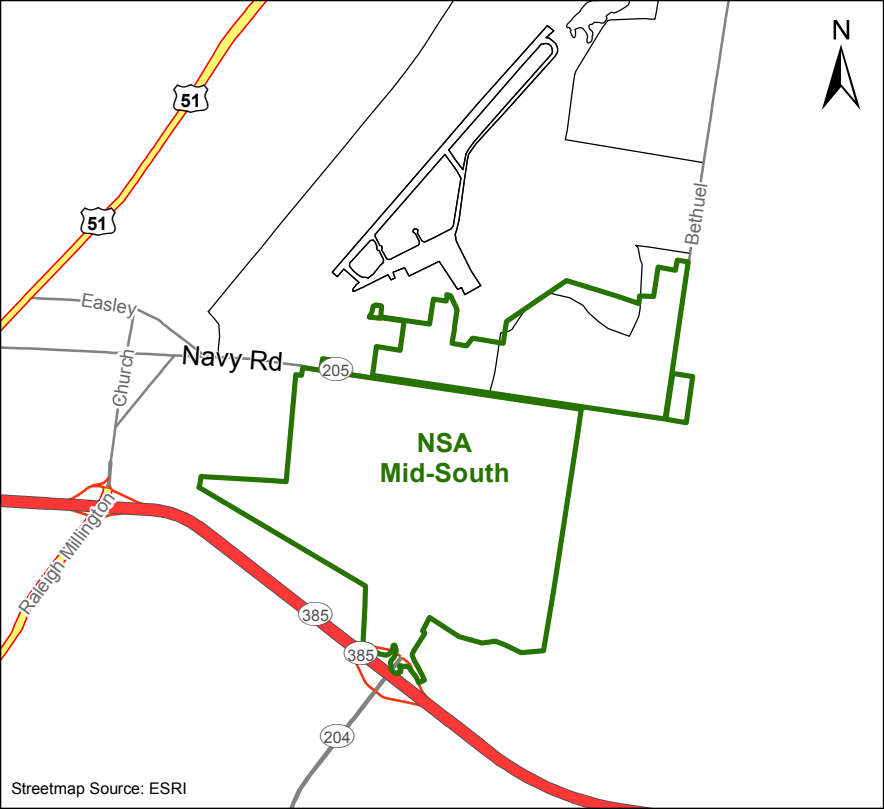 N
51
51
Bethuel
Easley
Church
Navy Rd
205
NSA
Mid-South
Raleigh-Millington
385
385
204
Streetmap Source: ESRI